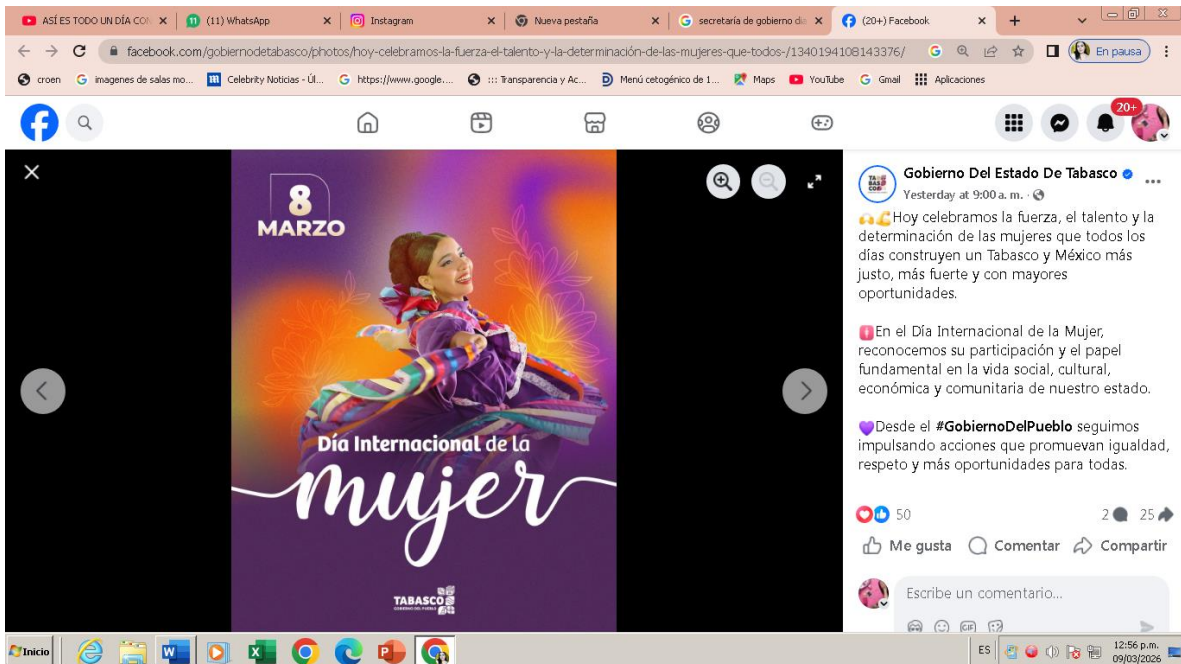 ASÍ ES TODO UN DÍA CON
(11) WhatsApp
Instagram
Nueva pestaña
secretaría de gobierno dia
(20+) Facebook
facebook.com/gobiernodetabasco/photos/hoy-celebramos-la-fuerza-el-talento-y-la-determinación-de-las-mujeres-que-todos-/1340194108143376/
En pausa
croen
imagenes de salas mo...
Celebrity Noticias - Úl...
https://www.google....
::: Transparencia y Ac...
Menú cetogénico de 1...
Maps
YouTube
Gmail
Aplicaciones
20+
8
MARZO
Día Internacional de la
mujer
TABASCO
GOBIERNO DEL PUEBLO
Gobierno Del Estado De Tabasco
Yesterday at 9:00 a. m.
Hoy celebramos la fuerza, el talento y la
determinación de las mujeres que todos los
días construyen un Tabasco y México más
justo, más fuerte y con mayores
oportunidades.
En el Día Internacional de la Mujer,
reconocemos su participación y el papel
fundamental en la vida social, cultural,
económica y comunitaria de nuestro estado.
Desde el #GobiernoDelPueblo seguimos
impulsando acciones que promuevan igualdad,
respeto y más oportunidades para todas.
50
2
25
Me gusta
Comentar
Compartir
Escribe un comentario...
GIF
Inicio
ES
12:56 p.m.
09/03/2026